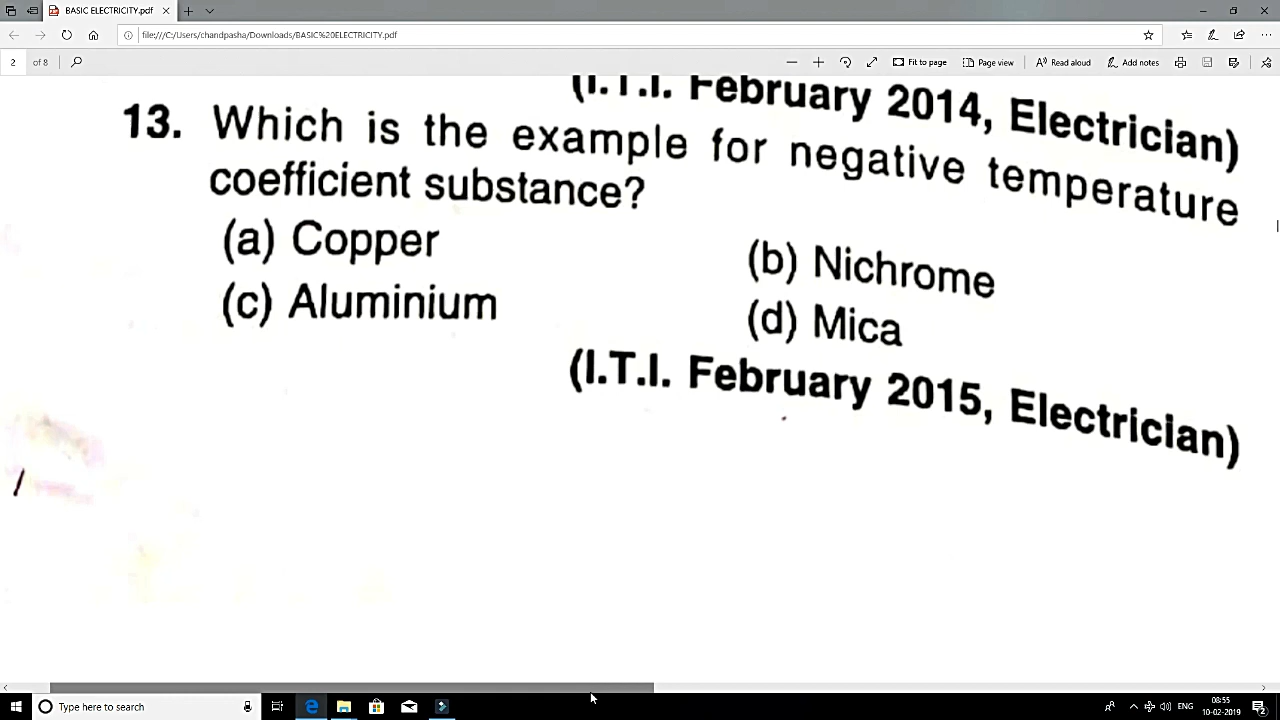 BASIC ELECTRICITY.pdf
file:///C:/Users/chandpasha/Downloads/BASIC%20ELECTRICITY.pdf
2 of 8 Fit to page Page view Read aloud Add notes
(I.T.I. February 2014, Electrician)
13. Which is the example for negative temperature
coefficient substance?
(a) Copper (b) Nichrome
(c) Aluminium (d) Mica
(I.T.I. February 2015, Electrician)
Type here to search ENG 08:55
10-02-2019